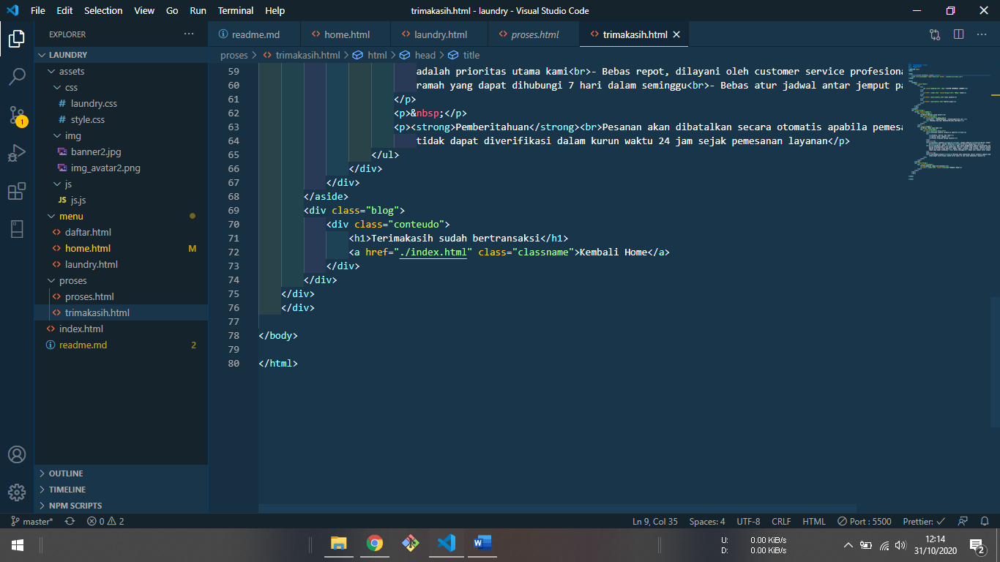 File Edit Selection View Go Run Terminal Help
trimakasih.html - laundry - Visual Studio Code
EXPLORER
readme.md
home.html
laundry.html
proses.html
trimakasih.html
LAUNDRY
proses > trimakasih.html > html > head > title
assets
css
# laundry.css
# style.css
img
banner2.jpg
img_avatar2.png
js
JS js.js
menu
daftar.html
home.html M
laundry.html
proses
proses.html
trimakasih.html
index.html
readme.md 2
OUTLINE
TIMELINE
NPM SCRIPTS
59 adalah prioritas utama kami<br>- Bebas repot, dilayani oleh customer service profesiona
60 ramah yang dapat dihubungi 7 hari dalam seminggu<br>- Bebas atur jadwal antar jemput pa
61 </p>
62 <p>&nbsp;</p>
63 <p><strong>Pemberitahuan</strong><br>Pesanan akan dibatalkan secara otomatis apabila pemesa
64 tidak dapat diverifikasi dalam kurun waktu 24 jam sejak pemesanan layanan</p>
65 </ul>
66 </div>
67 </div>
68 </aside>
69 <div class="blog">
70 <div class="conteudo">
71 <h1>Terimakasih sudah bertransaksi</h1>
72 <a href="./index.html" class="classname">Kembali Home</a>
73 </div>
74 </div>
75 </div>
76 </div>
77
78 </body>
79
80 </html>
1
master*
0 2
Ln 9, Col 35
Spaces: 4
UTF-8
CRLF
HTML
Port : 5500
Prettier: ✓
U: 0.00 KiB/s
D: 0.00 KiB/s
12:14
31/10/2020
2